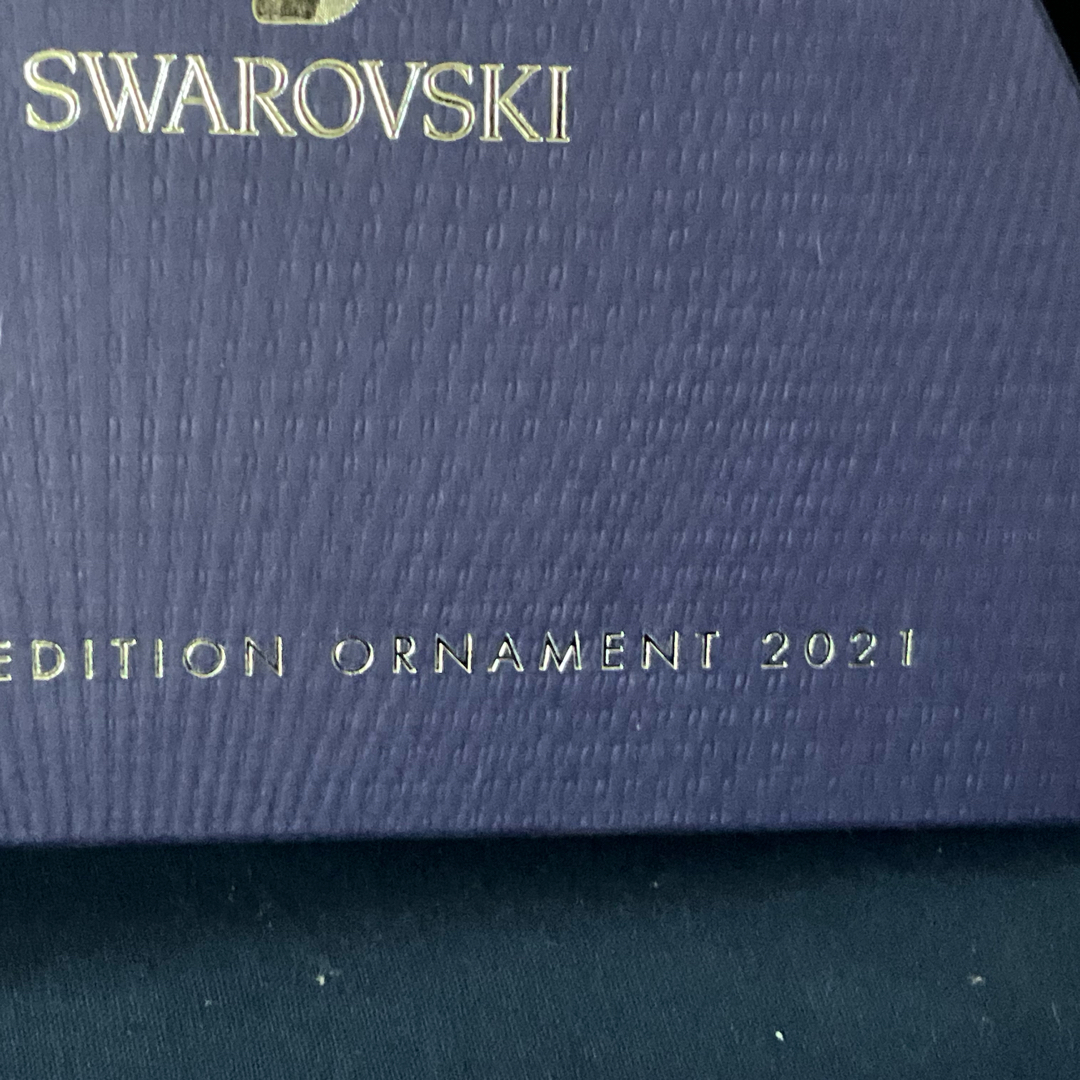 SWAROVSKI
EDITION ORNAMENT 2021